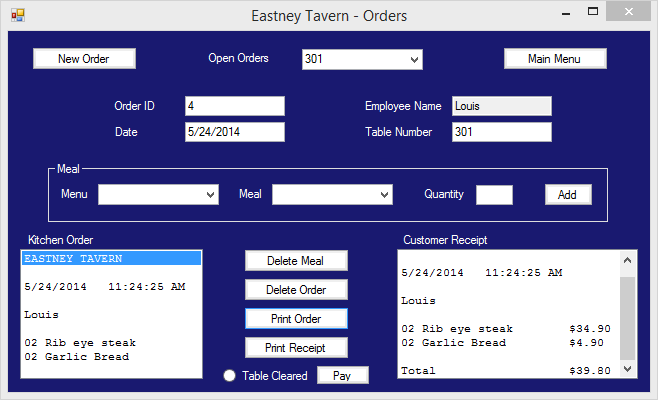 Eastney Tavern - Orders
New Order Open Orders 301 Main Menu
Order ID 4 Employee Name Louis
Date 5/24/2014 Table Number 301
Meal
Menu Meal Quantity Add
Kitchen Order
EASTNEY TAVERN
5/24/2014 11:24:25 AM
Louis
02 Rib eye steak
02 Garlic Bread
Delete Meal
Delete Order
Print Order
Print Receipt
Table Cleared Pay
Customer Receipt
5/24/2014 11:24:25 AM
Louis
02 Rib eye steak $34.90
02 Garlic Bread $4.90
Total $39.80